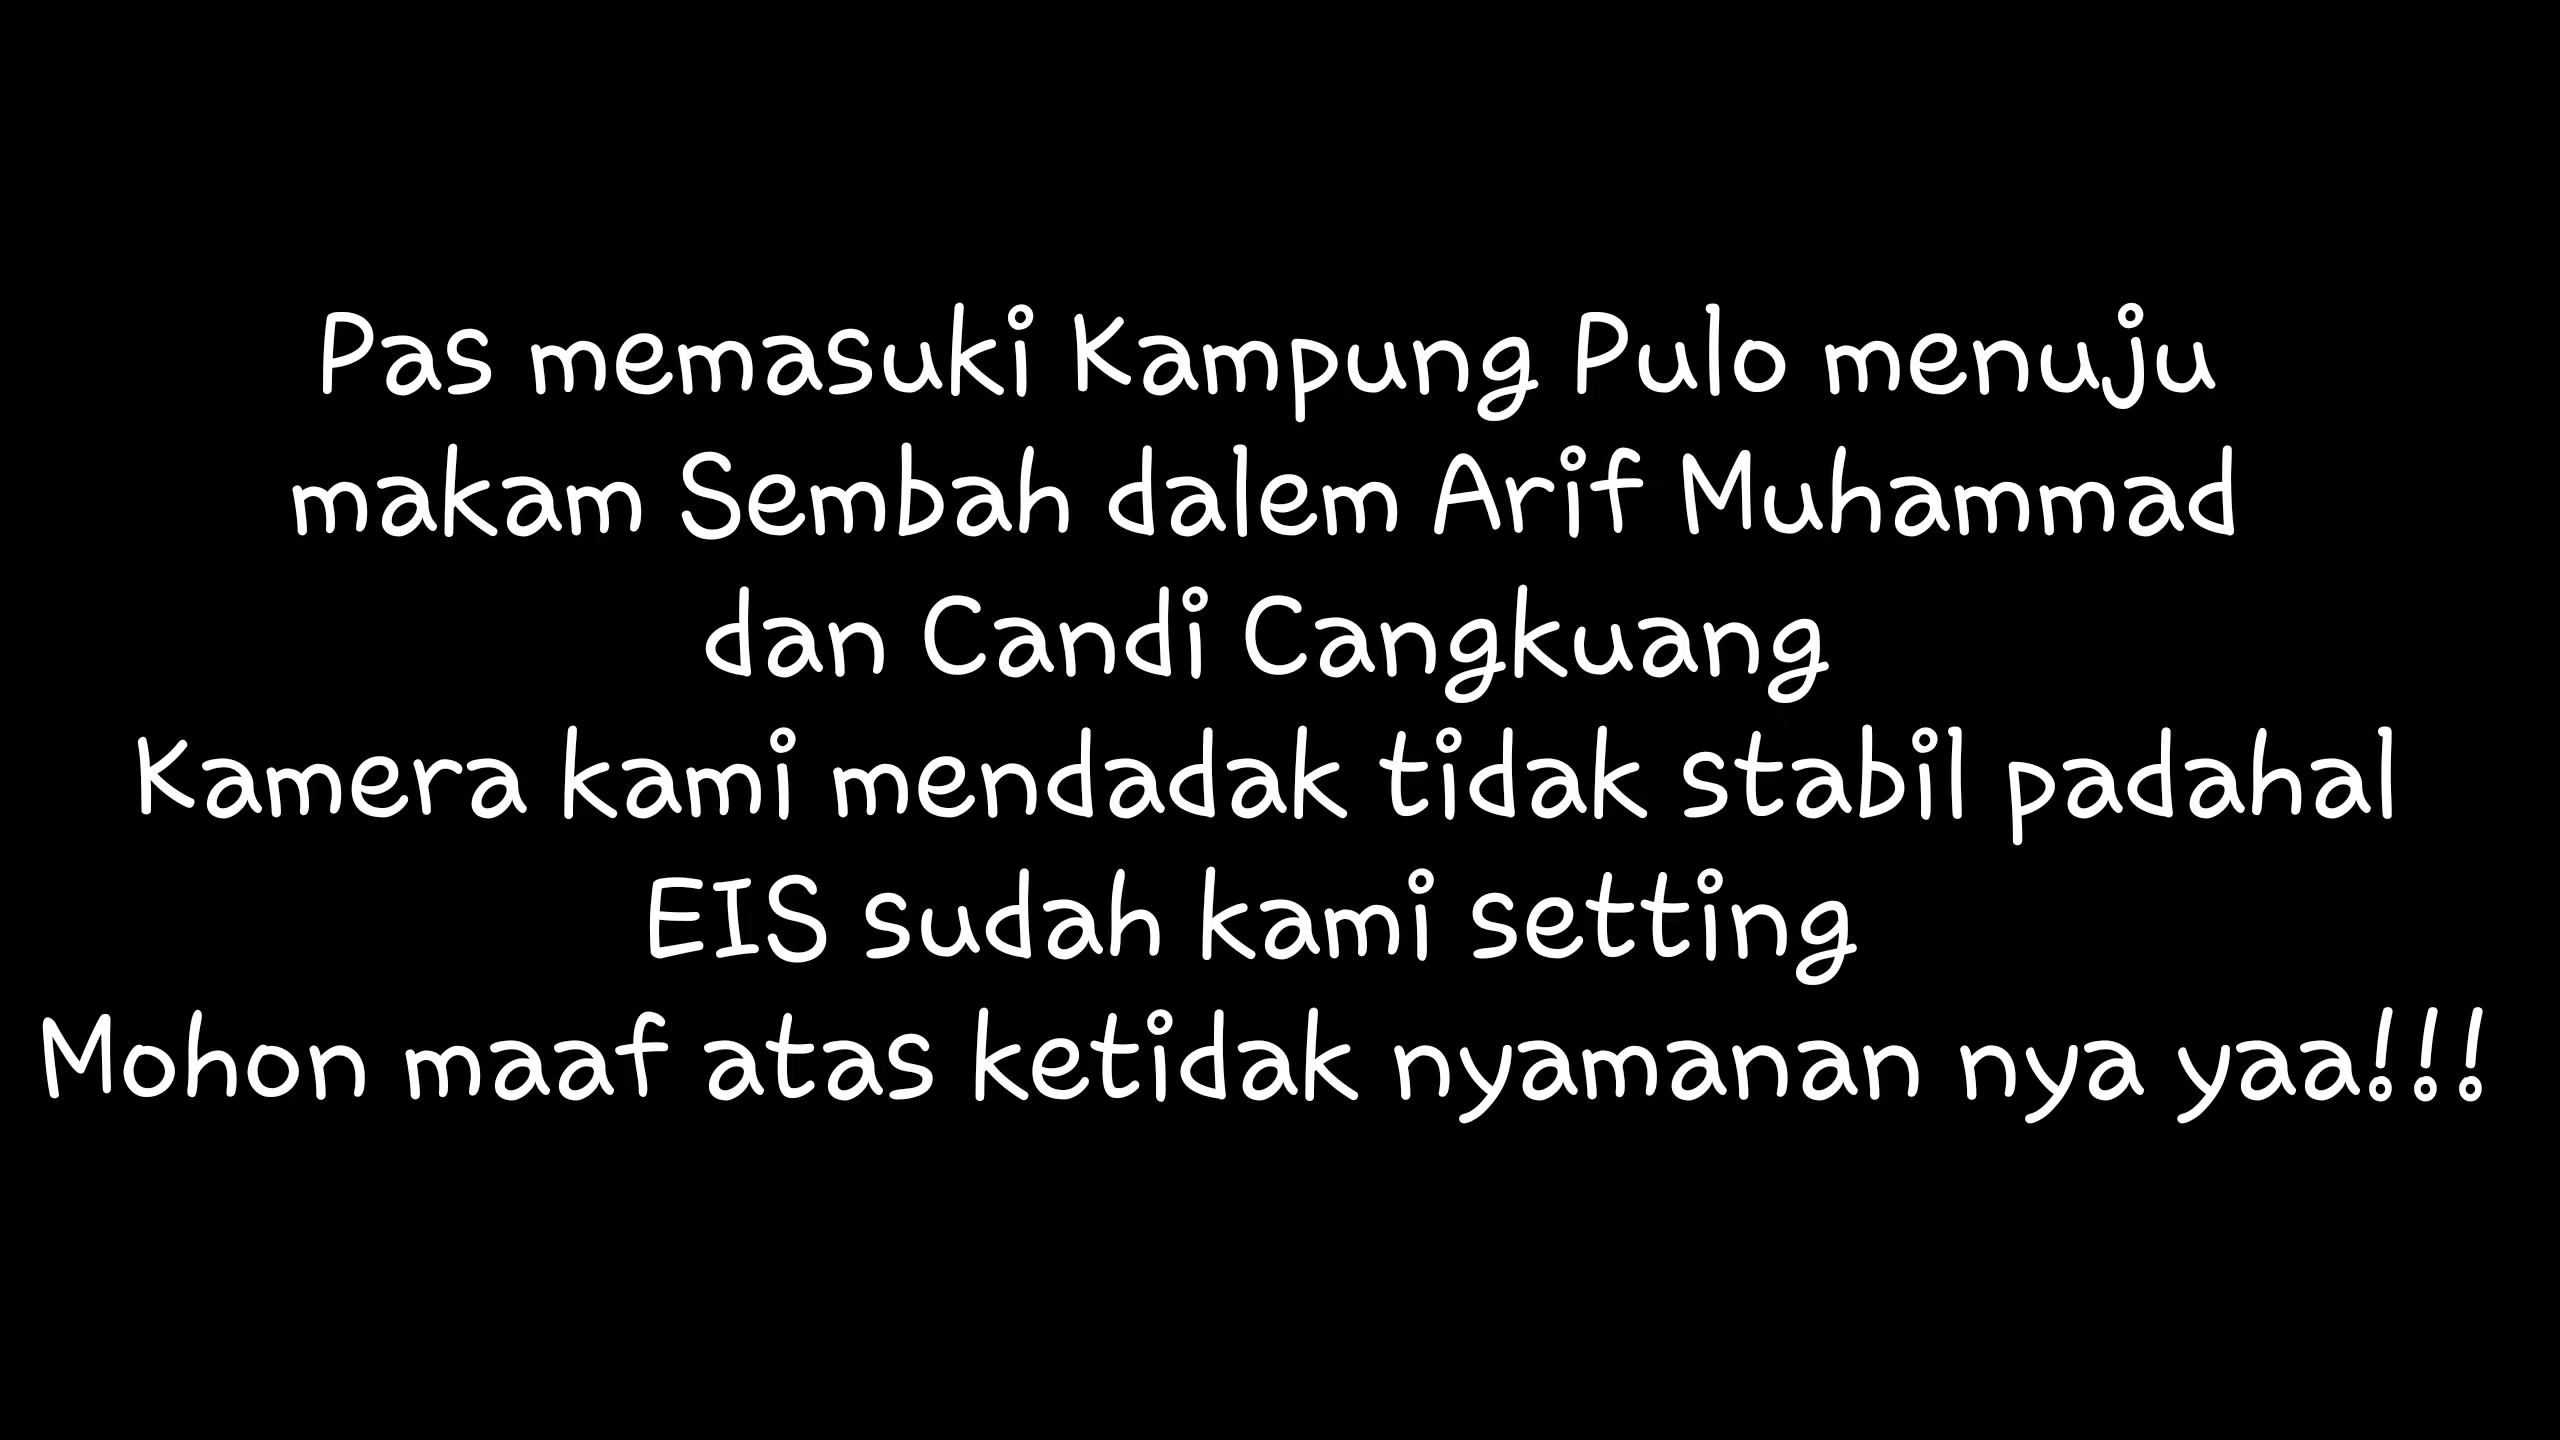 Pas memasuki Kampung Pulo menuju
makam Sembah dalem Arif Muhammad
dan Candi Cangkuang
Kamera kami mendadak tidak stabil padahal
EIS sudah kami setting
Mohon maaf atas ketidak nyamanan nya yaa!!!